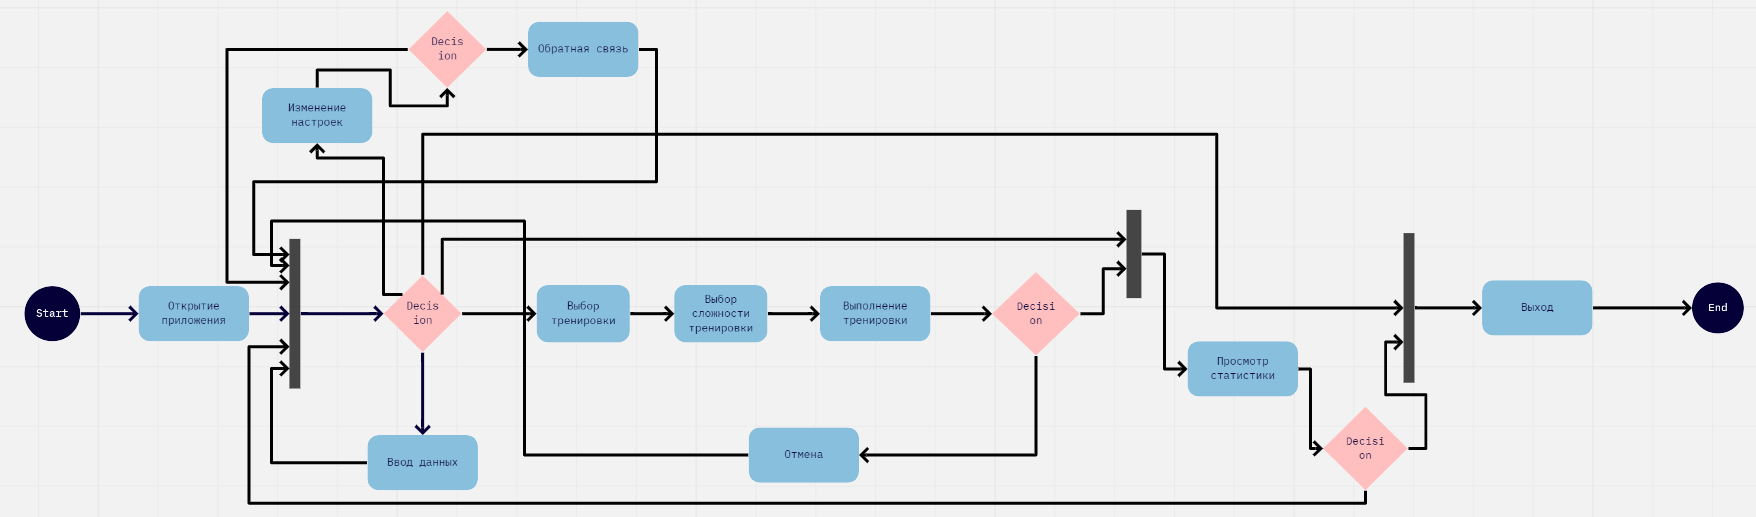 Decis
ion
Обратная связь
Изменение
настроек
Start
Открытие
приложения
Decis
ion
Выбор
тренировки
Выбор
сложности
тренировки
Выполнение
тренировки
Decisi
on
Просмотр
статистики
Выход
End
Ввод данных
Отмена
Decisi
on